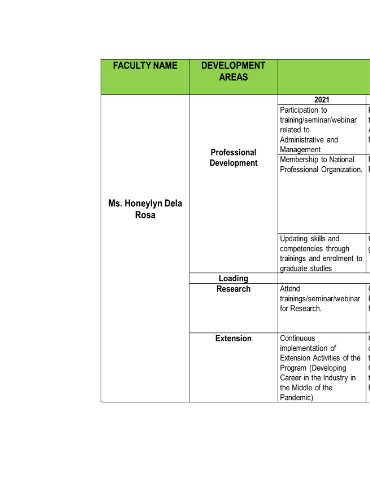 FACULTY NAME
DEVELOPMENT
AREAS
2021
Ms. Honeylyn Dela
Rosa
Professional
Development
Participation to
training/seminar/webinar
related to
Administrative and
Management
Membership to National
Professional Organization.
Updating skills and
competencies through
trainings and enrolment to
graduate studies
Loading
Research
Attend
trainings/seminar/webinar
for Research.
Extension
Continuous
implementation of
Extension Activities of the
Program (Developing
Career in the Industry in
the Middle of the
Pandemic)